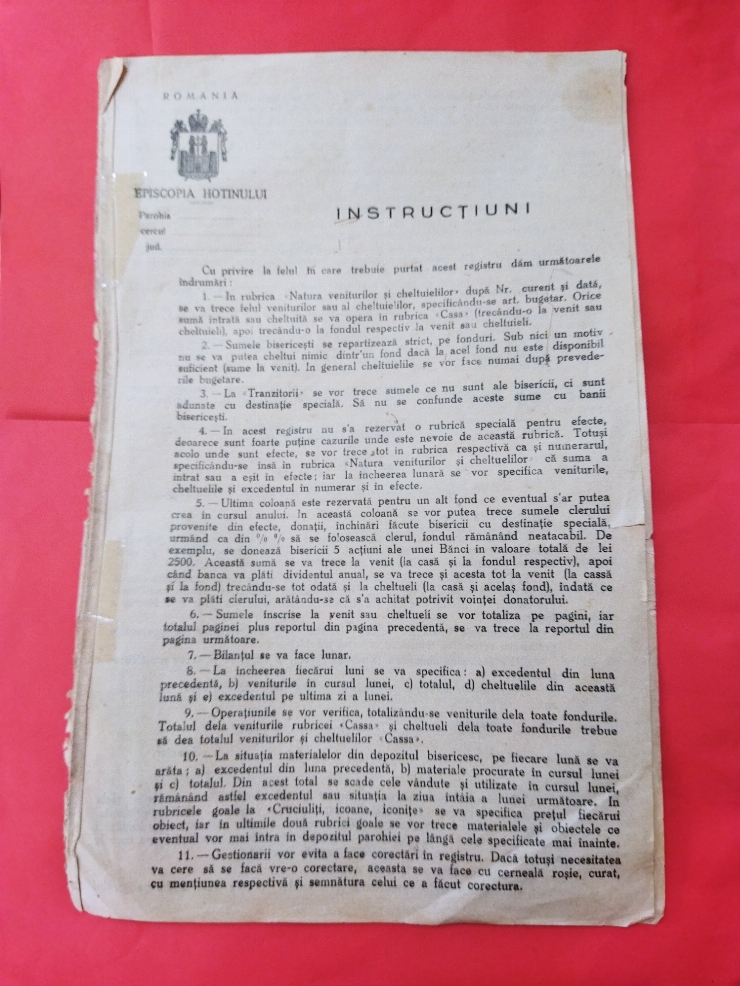 ROMANIA
EPISCOPIA HOTINULUI
Parohia
cercul
jud.
INSTRUCȚIUNI
Cu privire la felul în care trebuie purtat acest registru dăm următoarele
îndrumări :
1. — In rubrica «Natura veniturilor și cheltuielilor» după Nr. curent și dată,
se va trece felul veniturilor sau al cheltuielilor, specificându-se art. bugetar. Orice
sumă intrată sau cheltuită se va opera în rubrica «Casa» (trecându-o la venit sau
cheltuieli), apoi trecându-o la fondul respectiv la venit sau cheltuieli.
2. — Sumele bisericești se repartizează strict, pe fonduri. Sub nici un motiv
nu se va putea cheltui nimic dintr'un fond dacă la acel fond nu este disponibil
suficient (sume la venit). In general cheltuielile se vor face numai după prevede-
rile bugetare.
3. — La «Tranzitorii» se vor trece sumele ce nu sunt ale bisericii, ci sunt
adunate cu destinație specială. Să nu se confunde aceste sume cu banii
bisericești.
4. — In acest registru nu s'a rezervat o rubrică specială pentru efecte,
deoarece sunt foarte puține cazurile unde este nevoie de această rubrică. Totuși
acolo unde sunt efecte, se vor trece tot in rubrica respectivă ca și numerarul,
specificându-se însă in rubrica «Natura veniturilor și cheltuelilor» că suma a
intrat sau a eșit in efecte; iar la încheerea lunară se vor specifica veniturile,
cheltuelile și excedentul in numerar și in efecte.
5. — Ultima coloană este rezervată pentru un alt fond ce eventual s'ar putea
crea in cursul anului. In această coloană se vor putea trece sumele clerului
provenite din efecte, donații, închinări făcute bisericii cu destinație specială,
urmând ca din % % să se folosească clerul, fondul rămânând neatacabil. De
exemplu, se donează bisericii 5 acțiuni ale unei Bănci in valoare totală de lei
2500. Această sumă se va trece la venit (la casă și la fondul respectiv), apoi
când banca va plăti dividentul anual, se va trece și acesta tot la venit (la cassă
și la fond) trecându-se tot odată și la cheltueli (la casă și acelaș fond), îndată ce
se va plăti clerului, arătându-se că s'a achitat potrivit voinței donatorului.
6. — Sumele înscrise la venit sau cheltueli se vor totaliza pe pagini, iar
totalul paginei plus reportul din pagina precedentă, se va trece la reportul din
pagina următoare.
7. — Bilanțul se va face lunar.
8. — La încheerea fiecărui luni se va specifica : a) excedentul din luna
precedentă, b) veniturile in cursul lunei, c) totalul, d) cheltuelile din această
lună și e) excedentul pe ultima zi a lunei.
9. — Operațiunile se vor verifica, totalizându-se veniturile dela toate fondurile.
Totalul dela veniturile rubricei «Cassa» și cheltueli dela toate fondurile trebue
să dea totalul veniturilor și cheltuelilor «Cassa».
10. — La situația materialelor din depozitul bisericesc, pe fiecare lună se va
arăta ; a) excedentul din luna precedentă, b) materiale procurate in cursul lunei
și c) totalul. Din acest total se scade cele vândute și utilizate in cursul lunei,
rămânând astfel excedentul sau situația la ziua întâia a lunei următoare. In
rubricele goale la «Cruciuliți, icoane, iconițe» se va specifica prețul fiecărui
obiect, iar in ultimile două rubrici goale se vor trece materialele și obiectele ce
eventual vor mai intra in depozitul parohiei pe lângă cele specificate mai înainte.
11. — Gestionarii vor evita a face corectări in registru. Dacă totuși necesitatea
va cere să se facă vre-o corectare, aceasta se va face cu cerneală roșie, curat,
cu mențiunea respectivă și semnătura celui ce a făcut corectura.